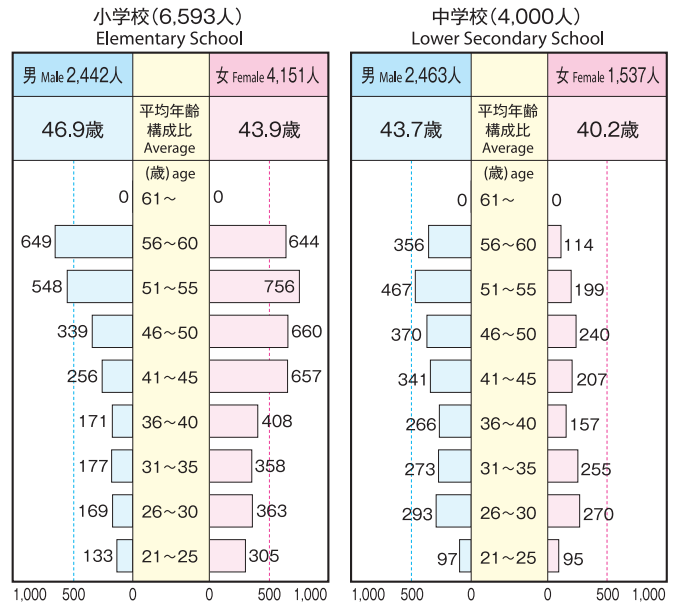 小学校（6,593人）
Elementary School
男 Male 2,442人
女 Female 4,151人
46.9歳
平均年齢
構成比
Average
43.9歳
(歳) age
0 61～ 0
649 56～60 644
548 51～55 756
339 46～50 660
256 41～45 657
171 36～40 408
177 31～35 358
169 26～30 363
133 21～25 305
1,000 500 0 0 500 1,000
中学校（4,000人）
Lower Secondary School
男 Male 2,463人
女 Female 1,537人
43.7歳
平均年齢
構成比
Average
40.2歳
(歳) age
0 61～ 0
356 56～60 114
467 51～55 199
370 46～50 240
341 41～45 207
266 36～40 157
273 31～35 255
293 26～30 270
97 21～25 95
1,000 500 0 0 500 1,000